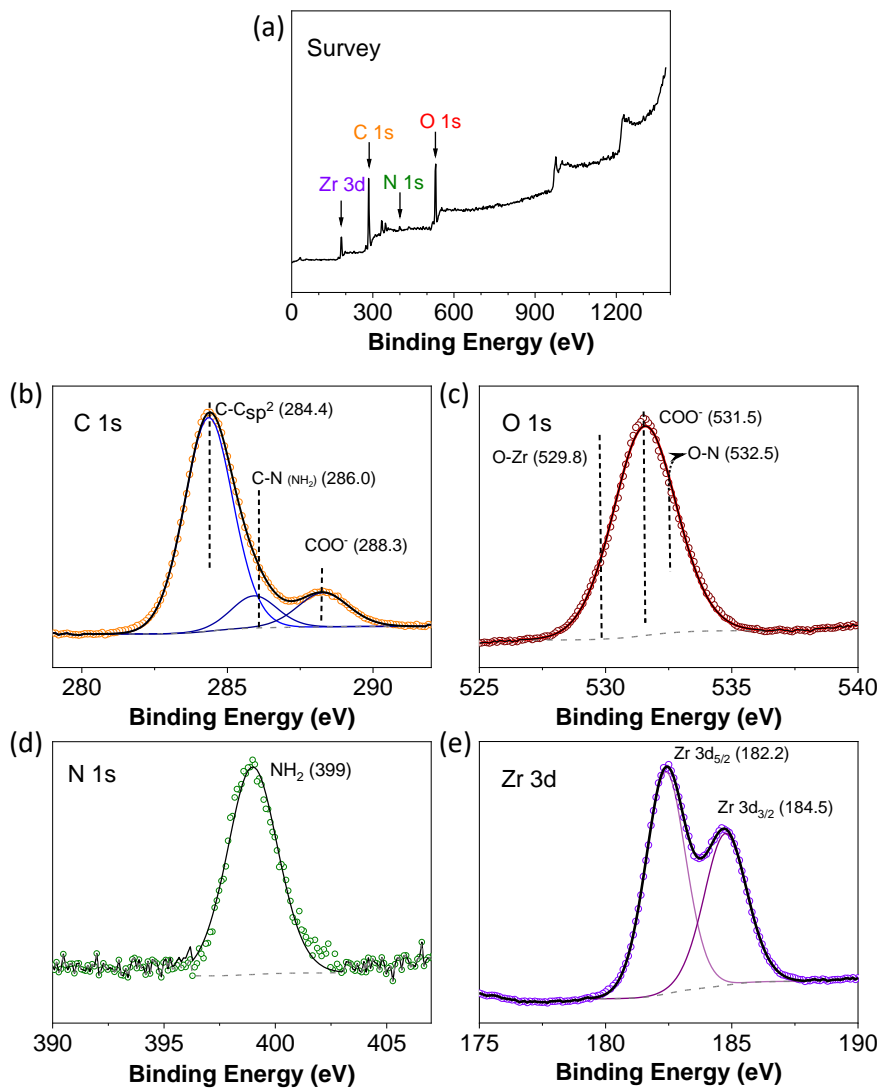 (a)
Survey
C 1s
O 1s
Zr 3d
N 1s
0 300 600 900 1200
Binding Energy (eV)
(b)
C 1s
C-Csp² (284.4)
C-N (NH₂) (286.0)
COO⁻ (288.3)
280 285 290
Binding Energy (eV)
(c)
O 1s
COO⁻ (531.5)
O-Zr (529.8)
O-N (532.5)
525 530 535 540
Binding Energy (eV)
(d)
N 1s
NH₂ (399)
390 395 400 405
Binding Energy (eV)
(e)
Zr 3d
Zr 3d₅/₂ (182.2)
Zr 3d₃/₂ (184.5)
175 180 185 190
Binding Energy (eV)